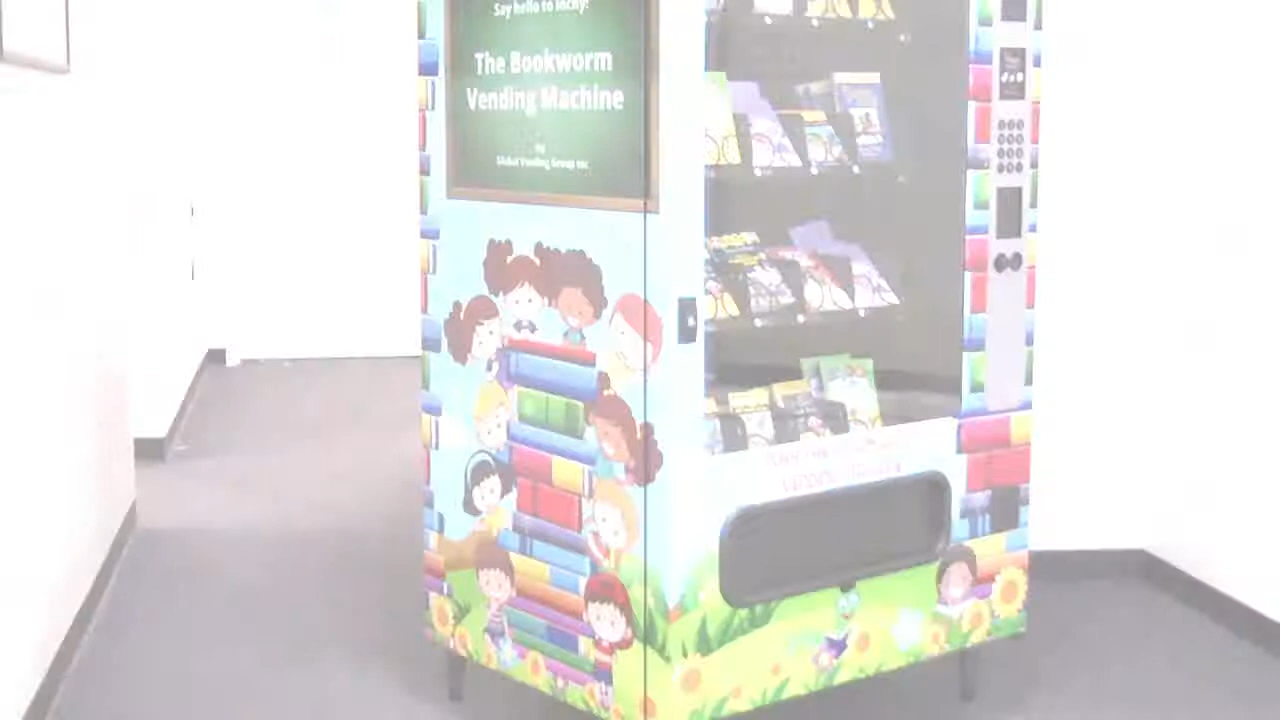 Say hello to Inchy!
The Bookworm
Vending Machine
by
Global Vending Group Inc